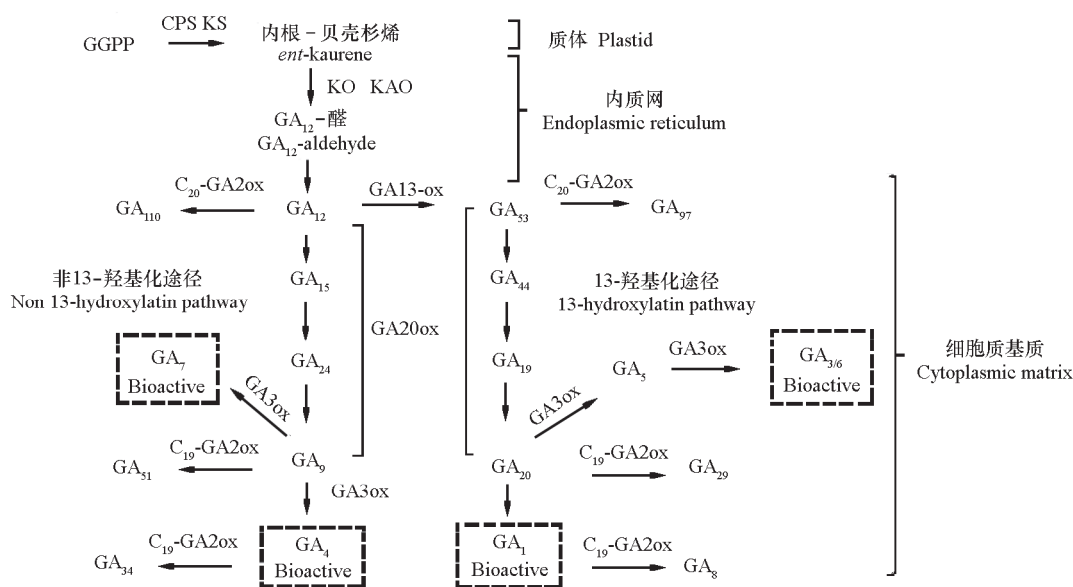 CPS KS
GGPP
内根－贝壳杉烯
ent-kaurene
质体 Plastid
KO KAO
内质网
Endoplasmic reticulum
GA12-醛
GA12-aldehyde
C20-GA2ox
GA13-ox
C20-GA2ox
GA110
GA12
GA53
GA97
非13-羟基化途径
Non 13-hydroxylatin pathway
GA15
GA44
13-羟基化途径
13-hydroxylatin pathway
GA20ox
GA7
Bioactive
GA24
GA19
GA5
GA3ox
GA3/6
Bioactive
细胞质基质
Cytoplasmic matrix
GA3ox
GA3ox
C19-GA2ox
GA51
GA9
GA20
C19-GA2ox
GA29
GA3ox
C19-GA2ox
GA34
GA4
Bioactive
GA1
Bioactive
C19-GA2ox
GA8